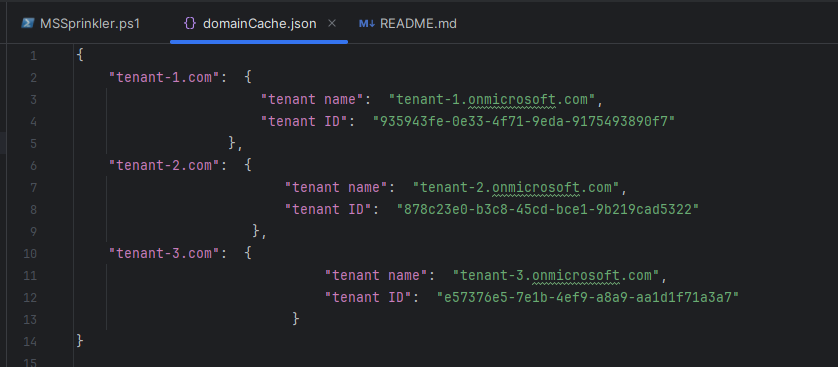 MSSprinkler.ps1 {} domainCache.json × M↓ README.md
1 {
2 "tenant-1.com": {
3 "tenant name": "tenant-1.onmicrosoft.com",
4 "tenant ID": "935943fe-0e33-4f71-9eda-9175493890f7"
5 },
6 "tenant-2.com": {
7 "tenant name": "tenant-2.onmicrosoft.com",
8 "tenant ID": "878c23e0-b3c8-45cd-bce1-9b219cad5322"
9 },
10 "tenant-3.com": {
11 "tenant name": "tenant-3.onmicrosoft.com",
12 "tenant ID": "e57376e5-7e1b-4ef9-a8a9-aa1d1f71a3a7"
13 }
14 }
15